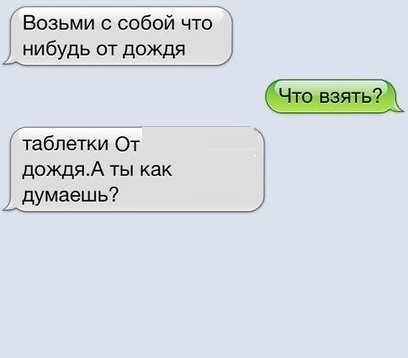 Возьми с собой что
нибудь от дождя
Что взять?
таблетки От
дождя.А ты как
думаешь?